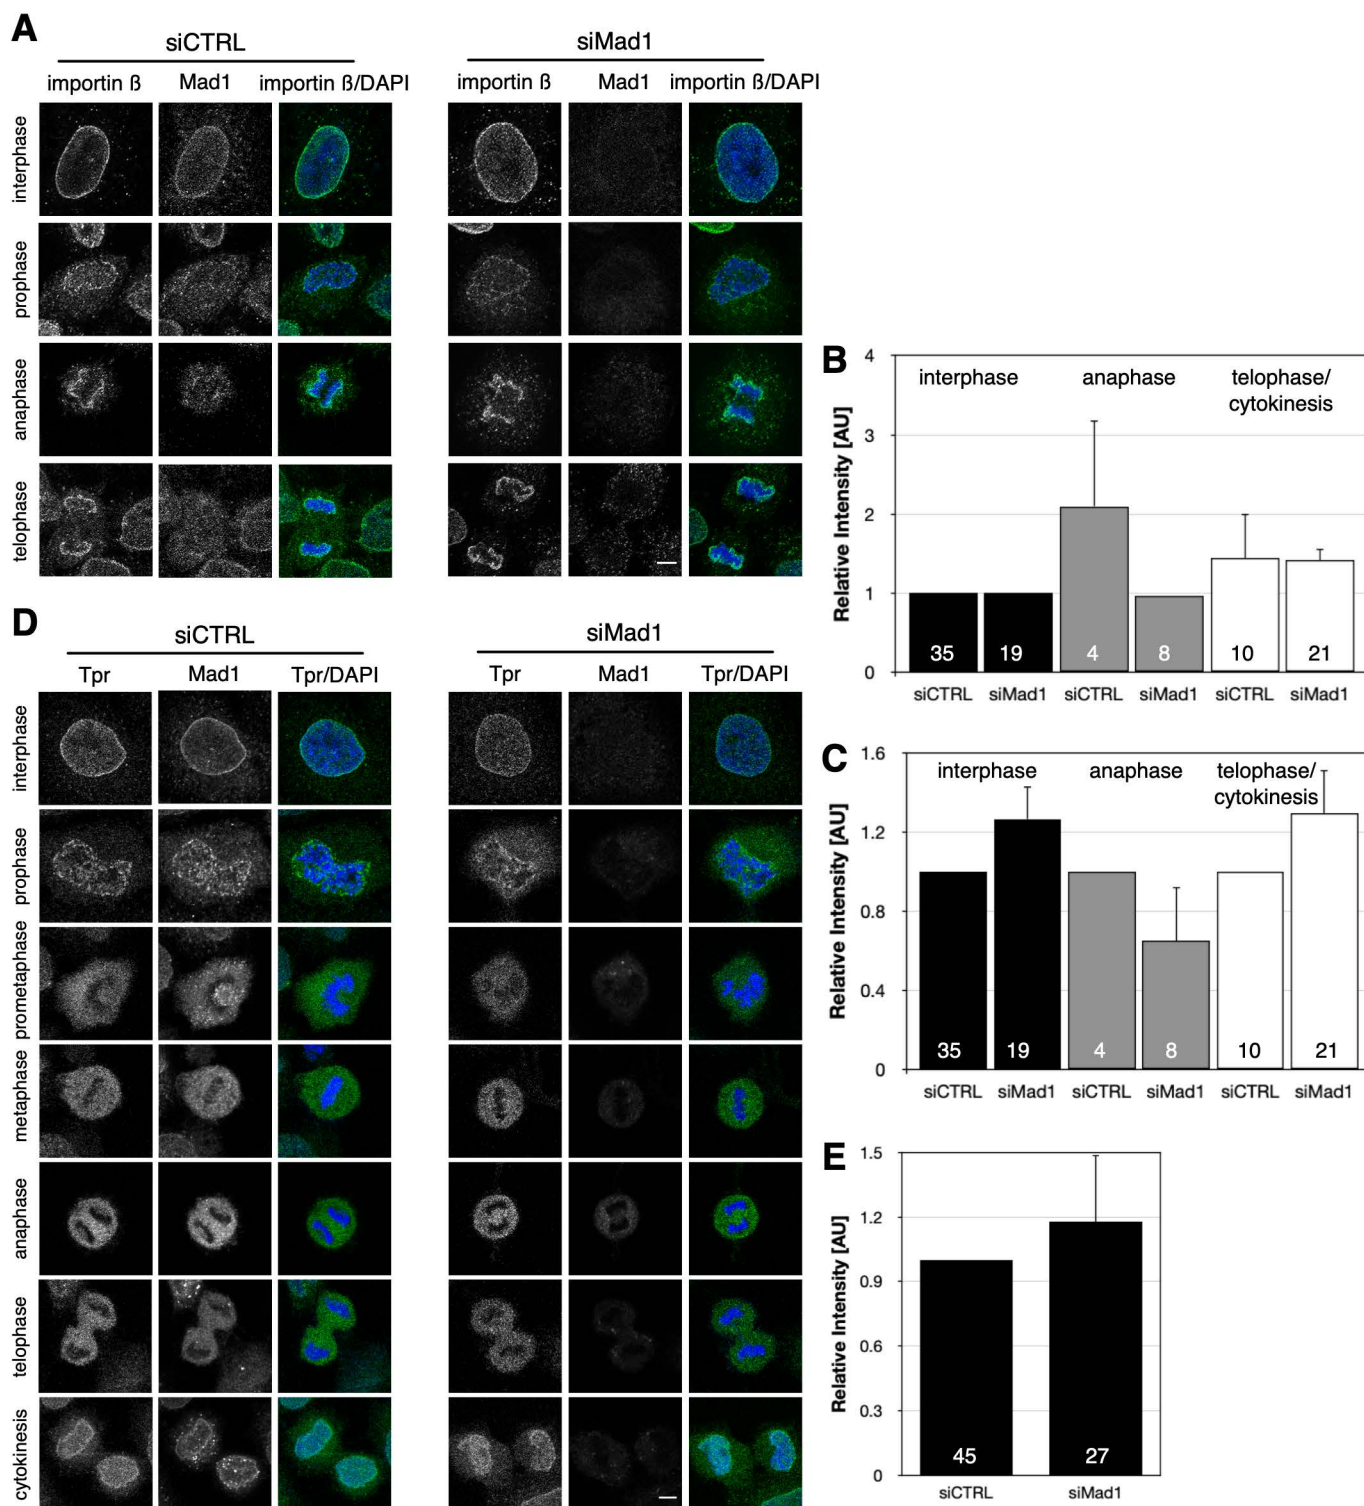 A
siCTRL
siMad1
importin ß Mad1 importin ß/DAPI
importin ß Mad1 importin ß/DAPI
interphase
prophase
anaphase
telophase
B
Relative Intensity [AU]
4
3
2
1
0
interphase anaphase telophase/
cytokinesis
35 19 4 8 10 21
siCTRL siMad1 siCTRL siMad1 siCTRL siMad1
C
Relative Intensity [AU]
1.6
1.2
0.8
0.4
0
interphase anaphase telophase/
cytokinesis
35 19 4 8 10 21
siCTRL siMad1 siCTRL siMad1 siCTRL siMad1
D
siCTRL
siMad1
Tpr Mad1 Tpr/DAPI
Tpr Mad1 Tpr/DAPI
interphase
prophase
prometaphase
metaphase
anaphase
telophase
cytokinesis
E
Relative Intensity [AU]
1.5
1.2
0.9
0.6
0.3
0
45 27
siCTRL siMad1